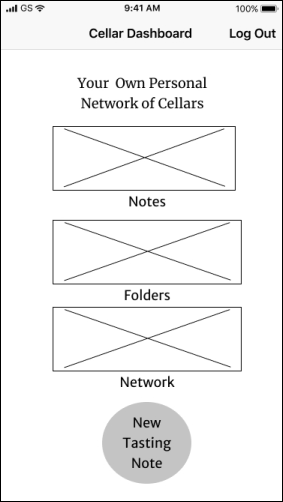 GS 9:41 AM 100%
Cellar Dashboard Log Out
Your Own Personal
Network of Cellars
Notes
Folders
Network
New
Tasting
Note